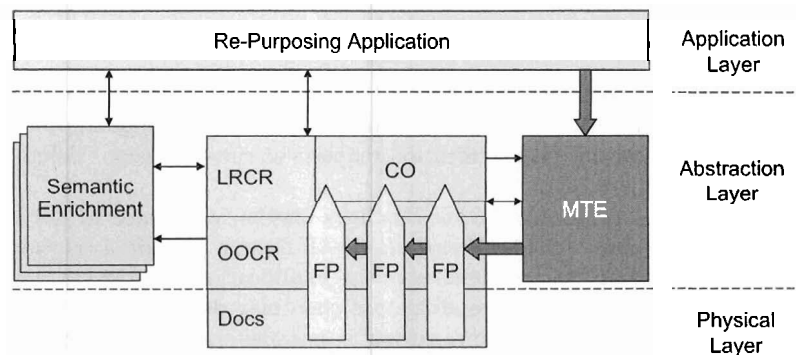 Re-Purposing Application
Application
Layer
Semantic
Enrichment
LRCR
CO
OOCR
FP
FP
FP
Docs
MTE
Abstraction
Layer
Physical
Layer